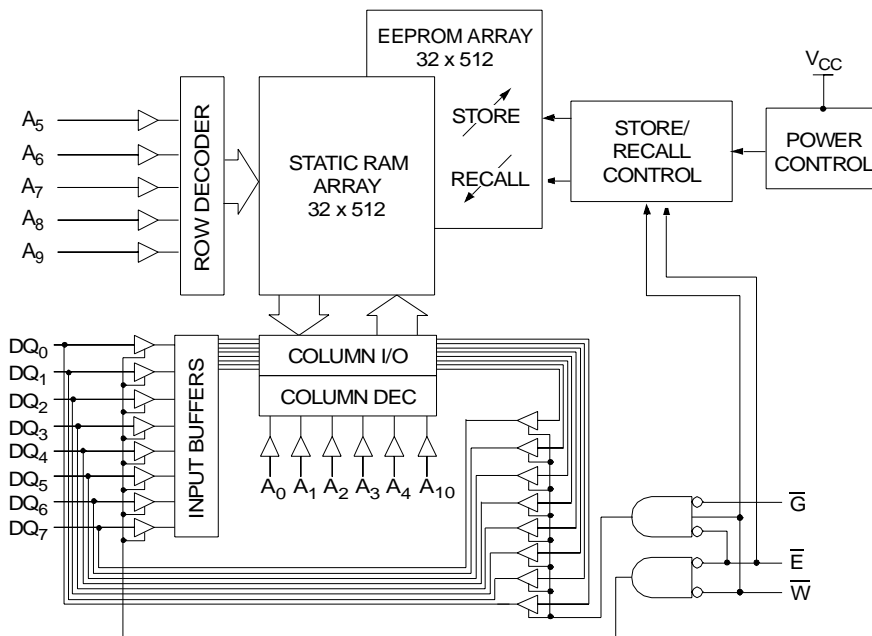 EEPROM ARRAY
32 x 512
STORE
RECALL
STATIC RAM
ARRAY
32 x 512
STORE/
RECALL
CONTROL
V_CC
POWER
CONTROL
A_5
A_6
A_7
A_8
A_9
ROW DECODER
DQ_0
DQ_1
DQ_2
DQ_3
DQ_4
DQ_5
DQ_6
DQ_7
INPUT BUFFERS
COLUMN I/O
COLUMN DEC
A_0 A_1 A_2 A_3 A_4 A_10
G̅
E̅
W̅